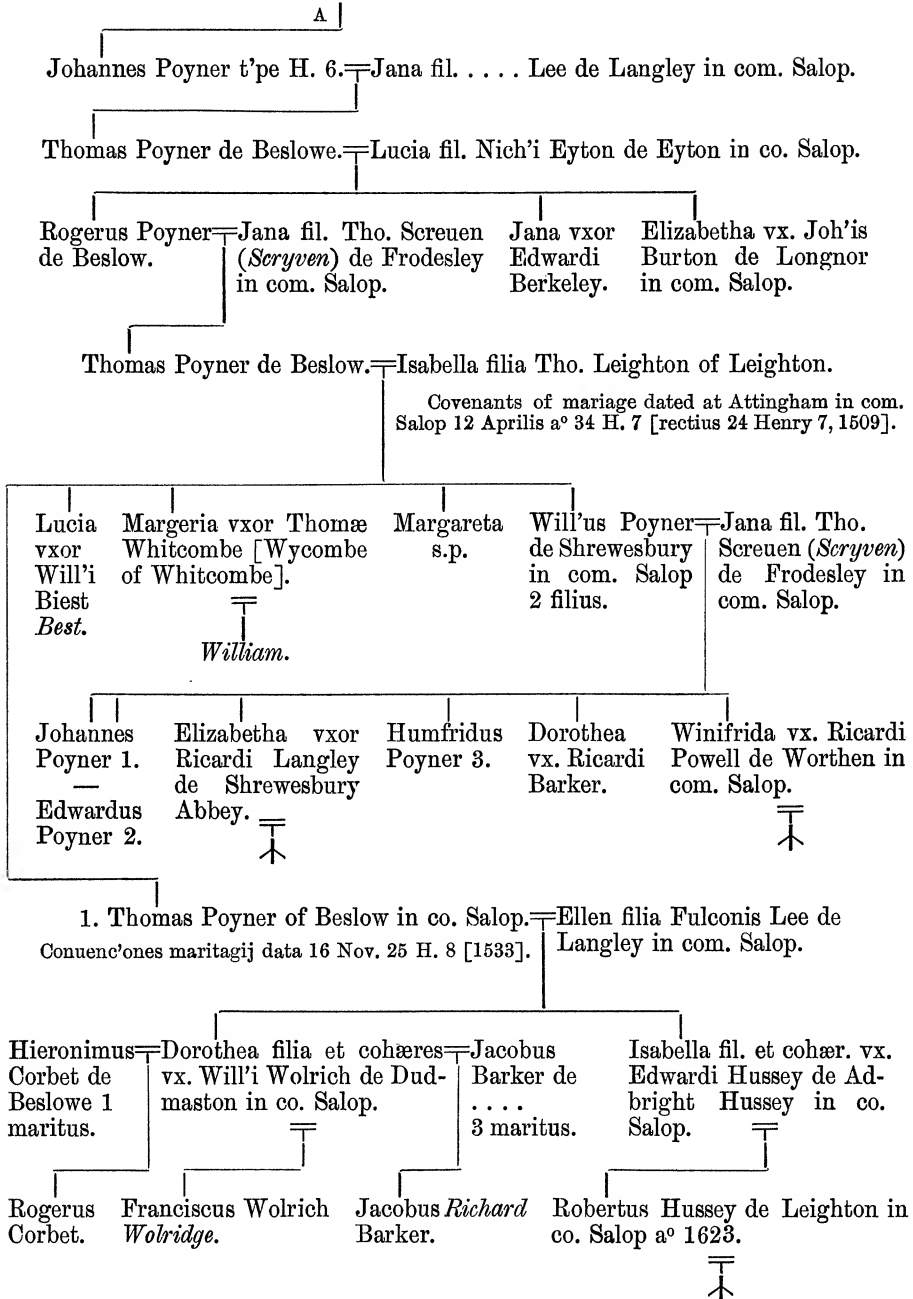 A
Johannes Poyner t'pe H. 6. Jana fil. . . . . . Lee de Langley in com. Salop.
Thomas Poyner de Beslowe. Lucia fil. Nich'i Eyton de Eyton in co. Salop.
Rogerus Poyner
de Beslow.
Jana fil. Tho. Screuen
(Scryven) de Frodesley
in com. Salop.
Jana vxor
Edwardi
Berkeley.
Elizabetha vx. Joh'is
Burton de Longnor
in com. Salop.
Thomas Poyner de Beslow. Isabella filia Tho. Leighton of Leighton.
Covenants of mariage dated at Attingham in com.
Salop 12 Aprilis aº 34 H. 7 [rectius 24 Henry 7, 1509].
Lucia
vxor
Will'i
Biest
Best.
Margeria vxor Thomæ
Whitcombe [Wycombe
of Whitcombe].
William.
Margareta
s.p.
Will'us Poyner
de Shrewesbury
in com. Salop
2 filius.
Jana fil. Tho.
Screuen (Scryven)
de Frodesley in
com. Salop.
Johannes
Poyner 1.
—
Edwardus
Poyner 2.
Elizabetha vxor
Ricardi Langley
de Shrewesbury
Abbey.
Humfridus
Poyner 3.
Dorothea
vx. Ricardi
Barker.
Winifrida vx. Ricardi
Powell de Worthen in
com. Salop.
1. Thomas Poyner of Beslow in co. Salop.
Conuenc'ones maritagij data 16 Nov. 25 H. 8 [1533].
Ellen filia Fulconis Lee de
Langley in com. Salop.
Hieronimus
Corbet de
Beslowe 1
maritus.
Dorothea filia et cohæres
vx. Will'i Wolrich de Dud-
maston in co. Salop.
Jacobus
Barker de
. . . .
3 maritus.
Isabella fil. et cohær. vx.
Edwardi Hussey de Ad-
bright Hussey in co.
Salop.
Rogerus
Corbet.
Franciscus Wolrich
Wolridge.
Jacobus Richard
Barker.
Robertus Hussey de Leighton in
co. Salop aº 1623.